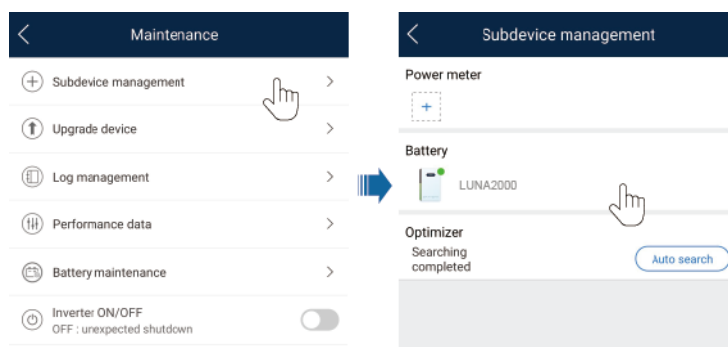 Maintenance
Subdevice management
Upgrade device
Log management
Performance data
Battery maintenance
Inverter ON/OFF
OFF : unexpected shutdown
Subdevice management
Power meter
+
Battery
LUNA2000
Optimizer
Searching
completed
Auto search